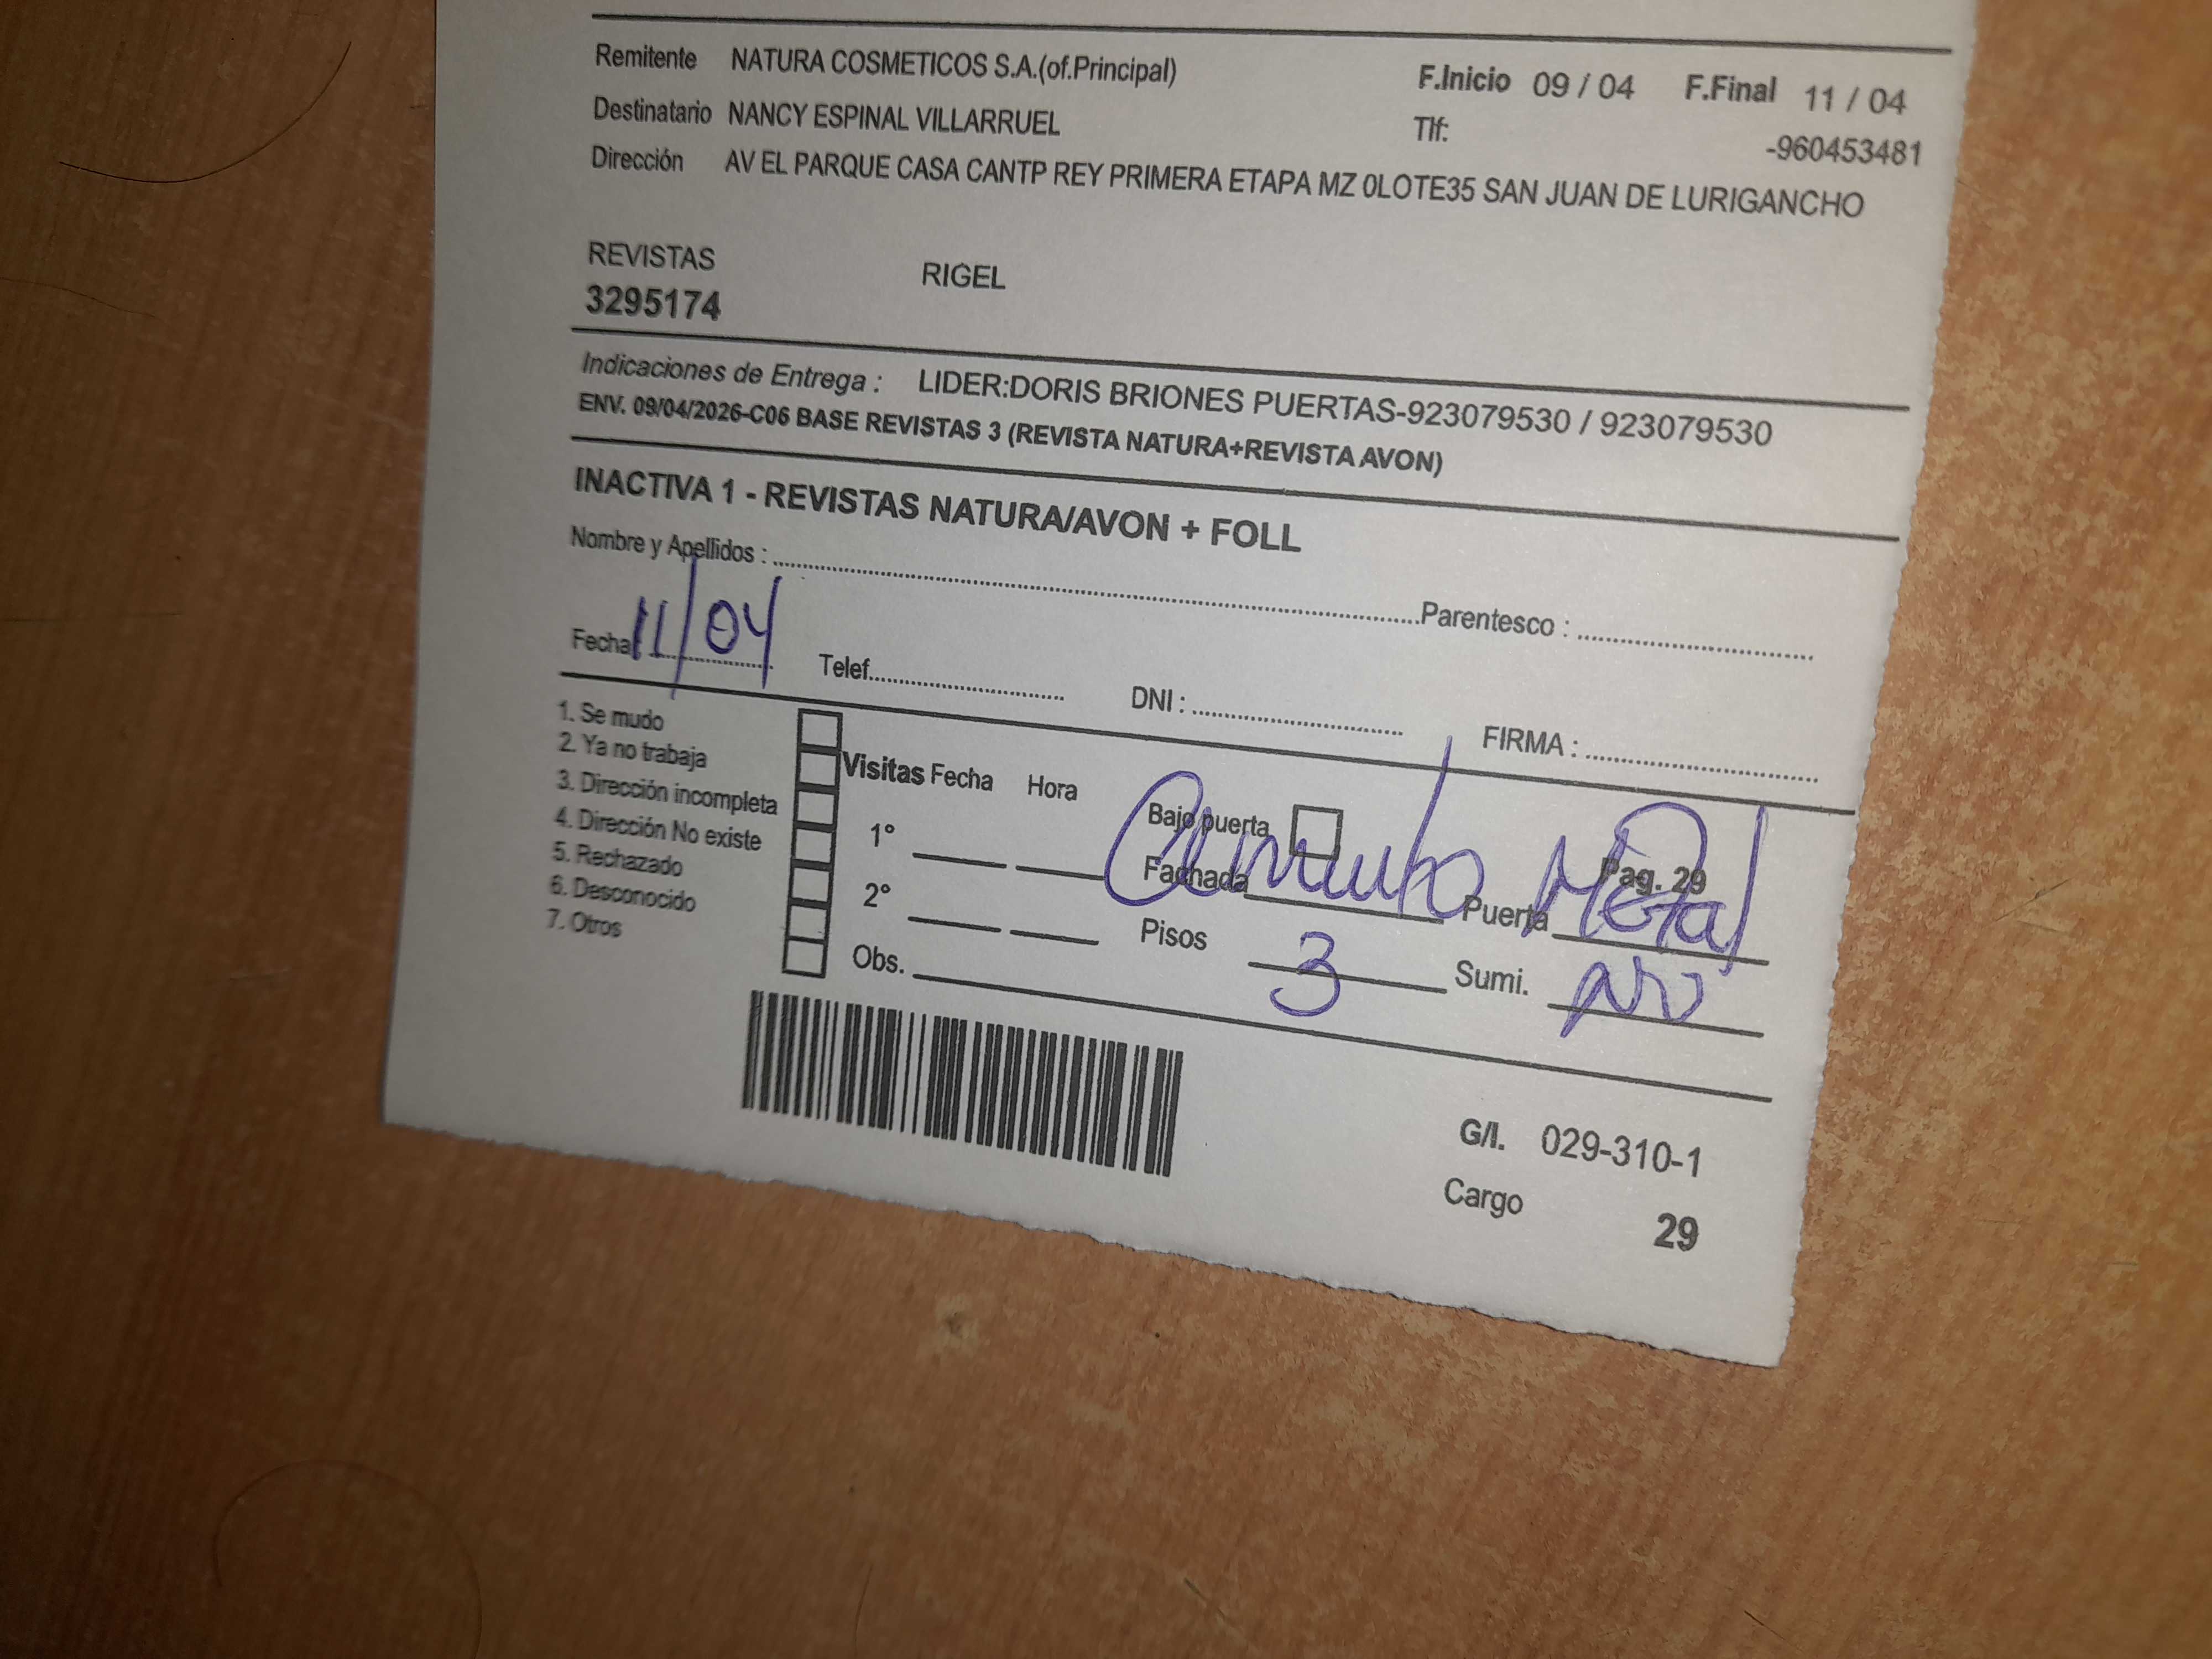 Remitente NATURA COSMETICOS S.A.(of.Principal) F.Inicio 09 / 04 F.Final 11 / 04
Destinatario NANCY ESPINAL VILLARRUEL Tlf: -960453481
Dirección AV EL PARQUE CASA CANTP REY PRIMERA ETAPA MZ 0LOTE35 SAN JUAN DE LURIGANCHO
REVISTAS RIGEL
3295174
Indicaciones de Entrega : LIDER:DORIS BRIONES PUERTAS-923079530 / 923079530
ENV. 09/04/2026-C06 BASE REVISTAS 3 (REVISTA NATURA+REVISTA AVON)
INACTIVA 1 - REVISTAS NATURA/AVON + FOLL
Nombre y Apellidos : Parentesco :
Fecha 11/04 Telef. DNI : FIRMA :
1. Se mudo
2. Ya no trabaja
3. Dirección incompleta
4. Dirección No existe
5. Rechazado
6. Desconocido
7. Otros
Visitas Fecha Hora
1°
2°
Obs.
Bajo puerta Pag. 29
Fachada Puerta Metal
Pisos 3 Sumi.
G/I. 029-310-1
Cargo 29